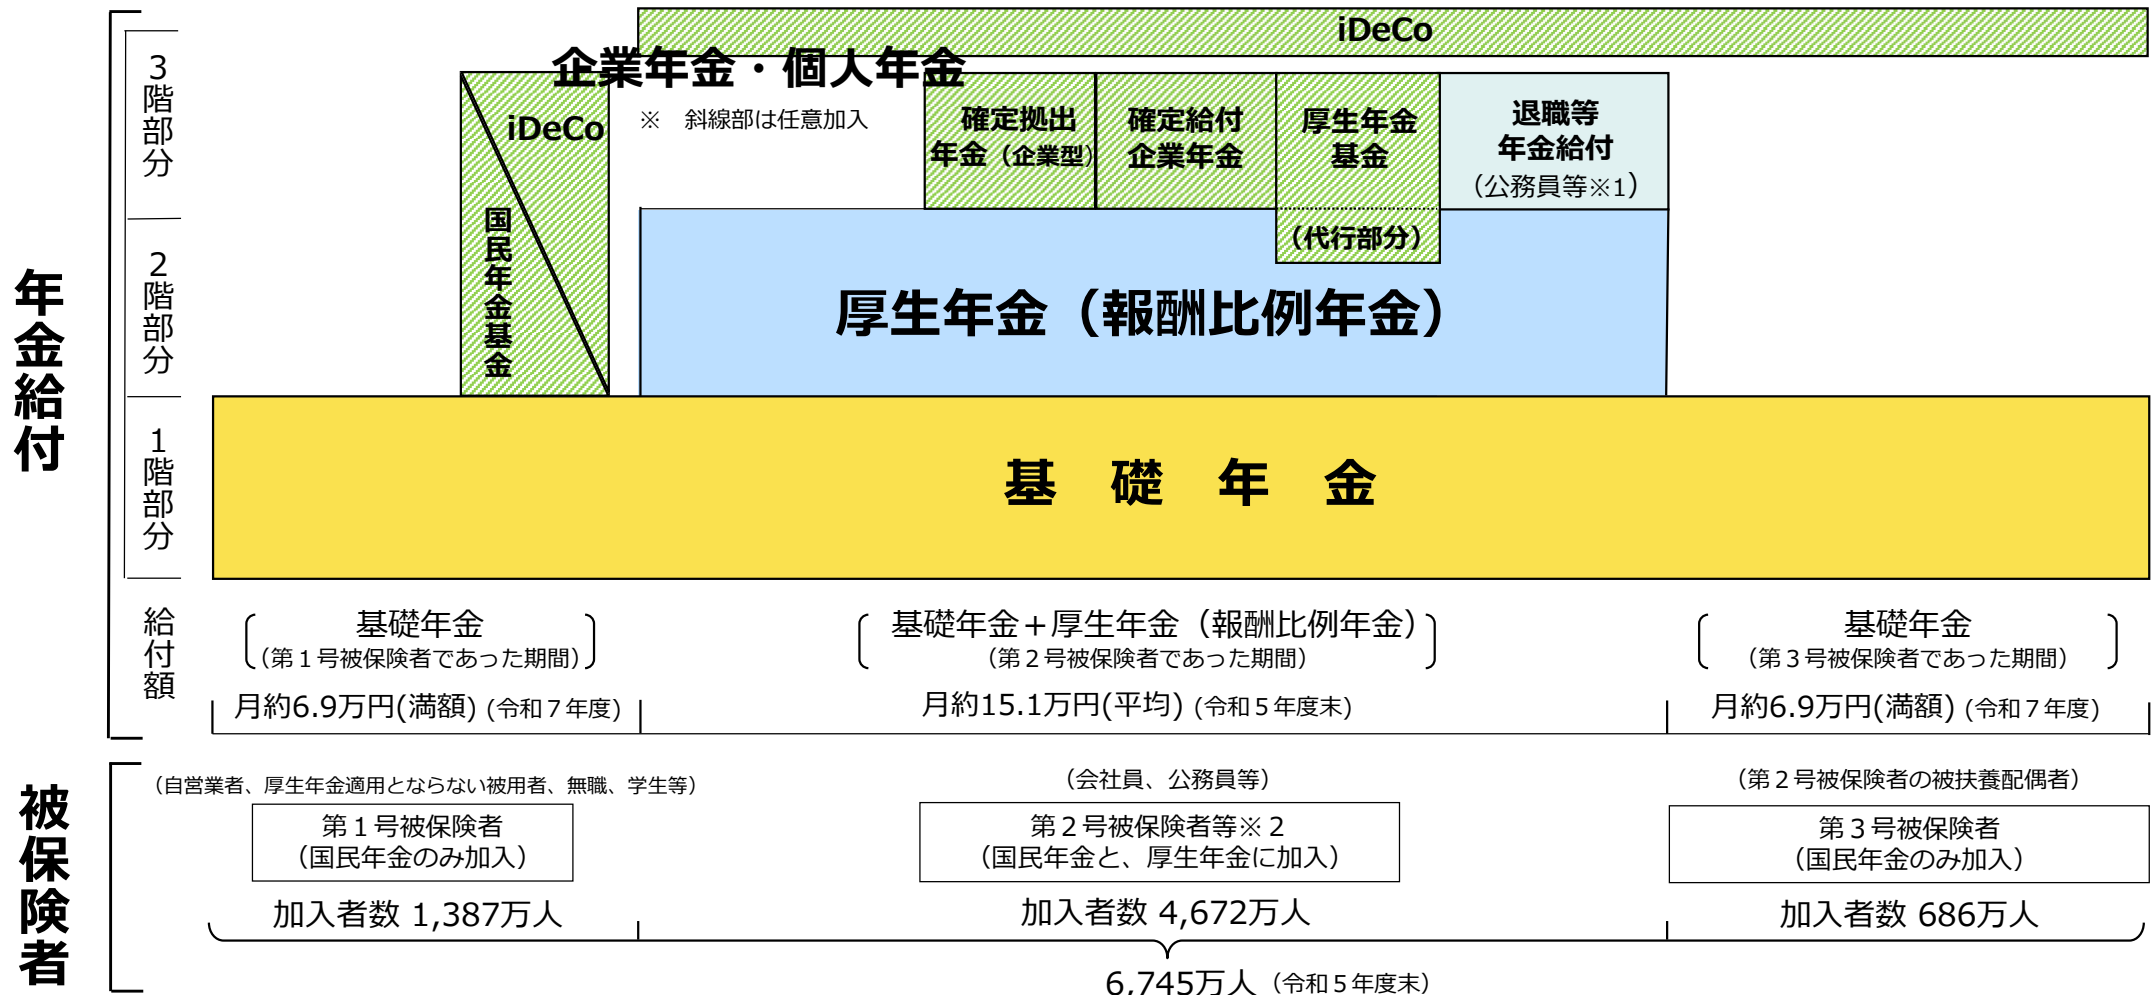 年金給付
3階部分
2階部分
1階部分
給付額
iDeCo
企業年金・個人年金
※　斜線部は任意加入
iDeCo
国民年金基金
確定拠出
年金（企業型）
確定給付
企業年金
厚生年金
基金
（代行部分）
退職等
年金給付
（公務員等※1）
厚生年金（報酬比例年金）
基　礎　年　金
基礎年金
（第１号被保険者であった期間）
月約6.9万円(満額) (令和７年度)
基礎年金＋厚生年金（報酬比例年金）
（第２号被保険者であった期間）
月約15.1万円(平均) (令和５年度末)
基礎年金
（第３号被保険者であった期間）
月約6.9万円(満額) (令和７年度)
被保険者
（自営業者、厚生年金適用とならない被用者、無職、学生等）
第１号被保険者
（国民年金のみ加入）
加入者数 1,387万人
（会社員、公務員等）
第２号被保険者等※２
（国民年金と、厚生年金に加入）
加入者数 4,672万人
（第２号被保険者の被扶養配偶者）
第３号被保険者
（国民年金のみ加入）
加入者数 686万人
6,745万人（令和５年度末）